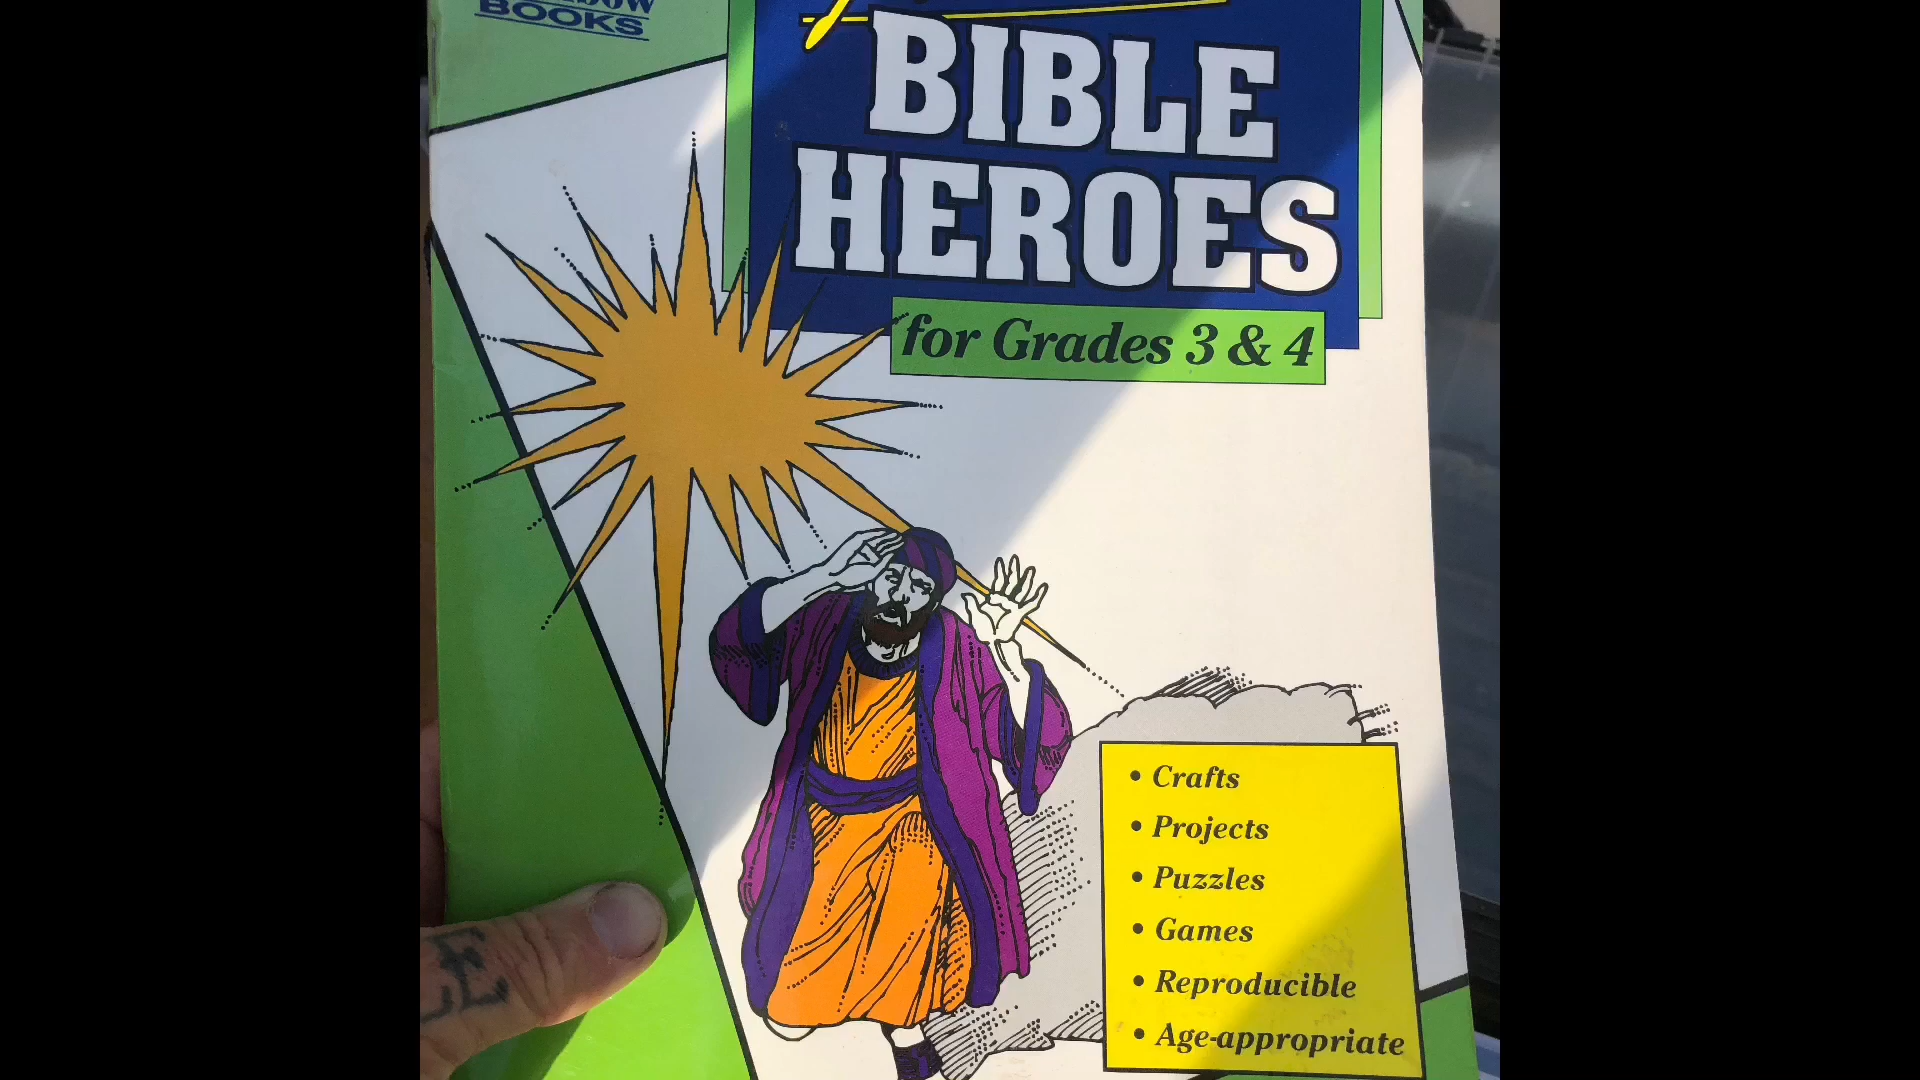 BOOKS
BIBLE
HEROES
for Grades 3 & 4
• Crafts
• Projects
• Puzzles
• Games
• Reproducible
• Age-appropriate